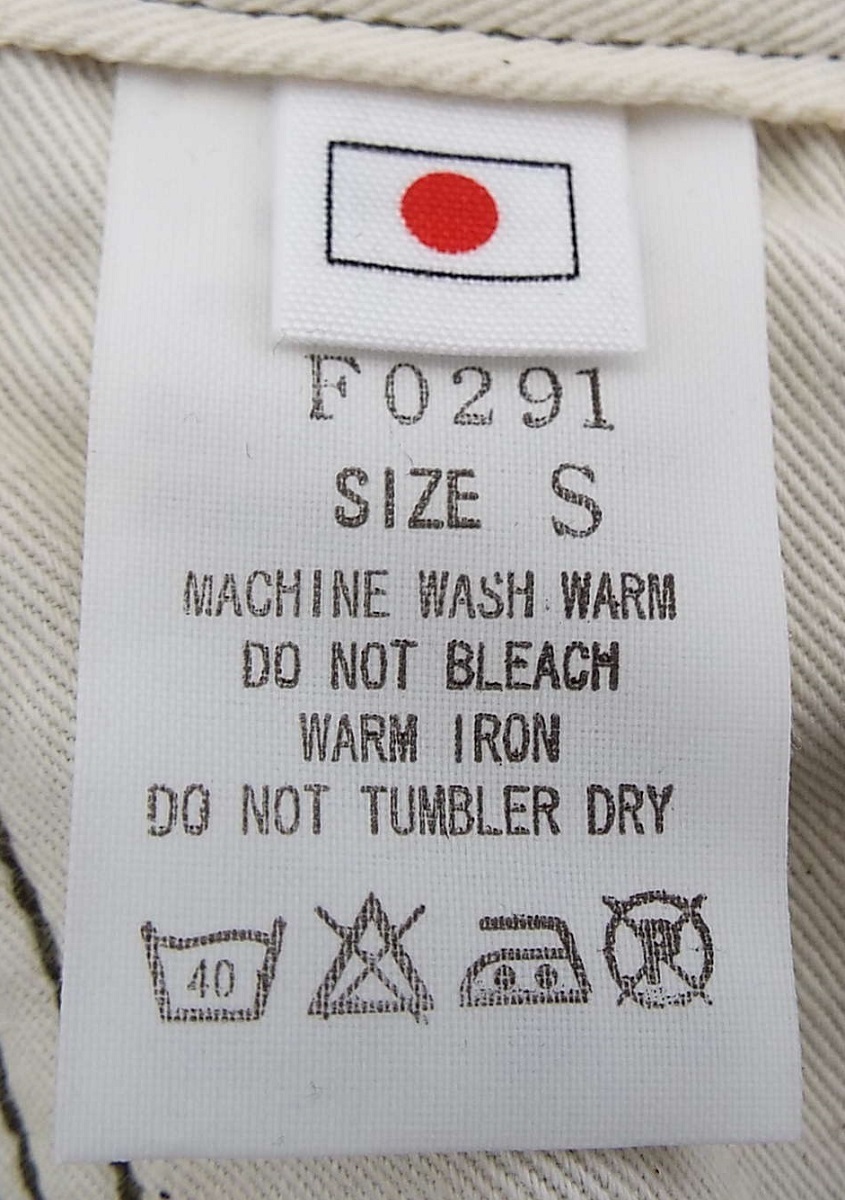 F0291
SIZE S
MACHINE WASH WARM
DO NOT BLEACH
WARM IRON
DO NOT TUMBLER DRY
40 P